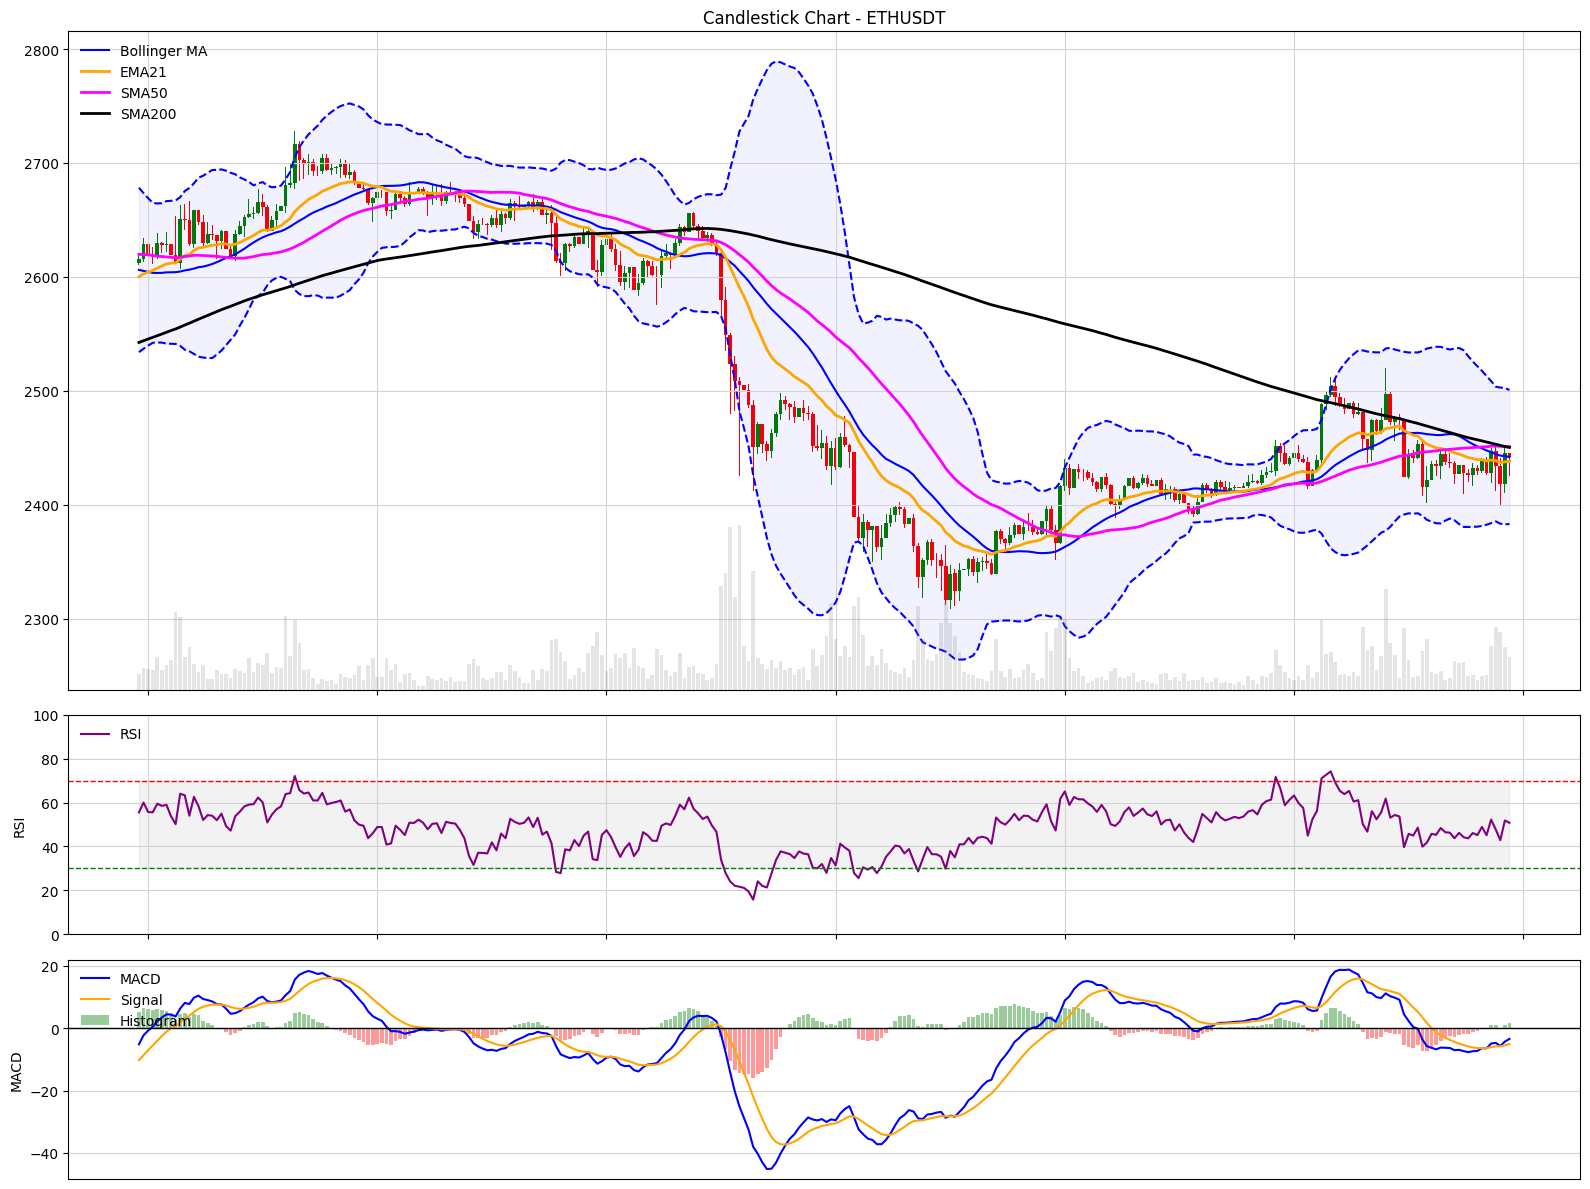 Candlestick Chart - ETHUSDT
2800
2700
2600
2500
2400
2300
Bollinger MA
EMA21
SMA50
SMA200
100
80
60
40
20
0
RSI
RSI
20
0
−20
−40
MACD
MACD
Signal
Histogram